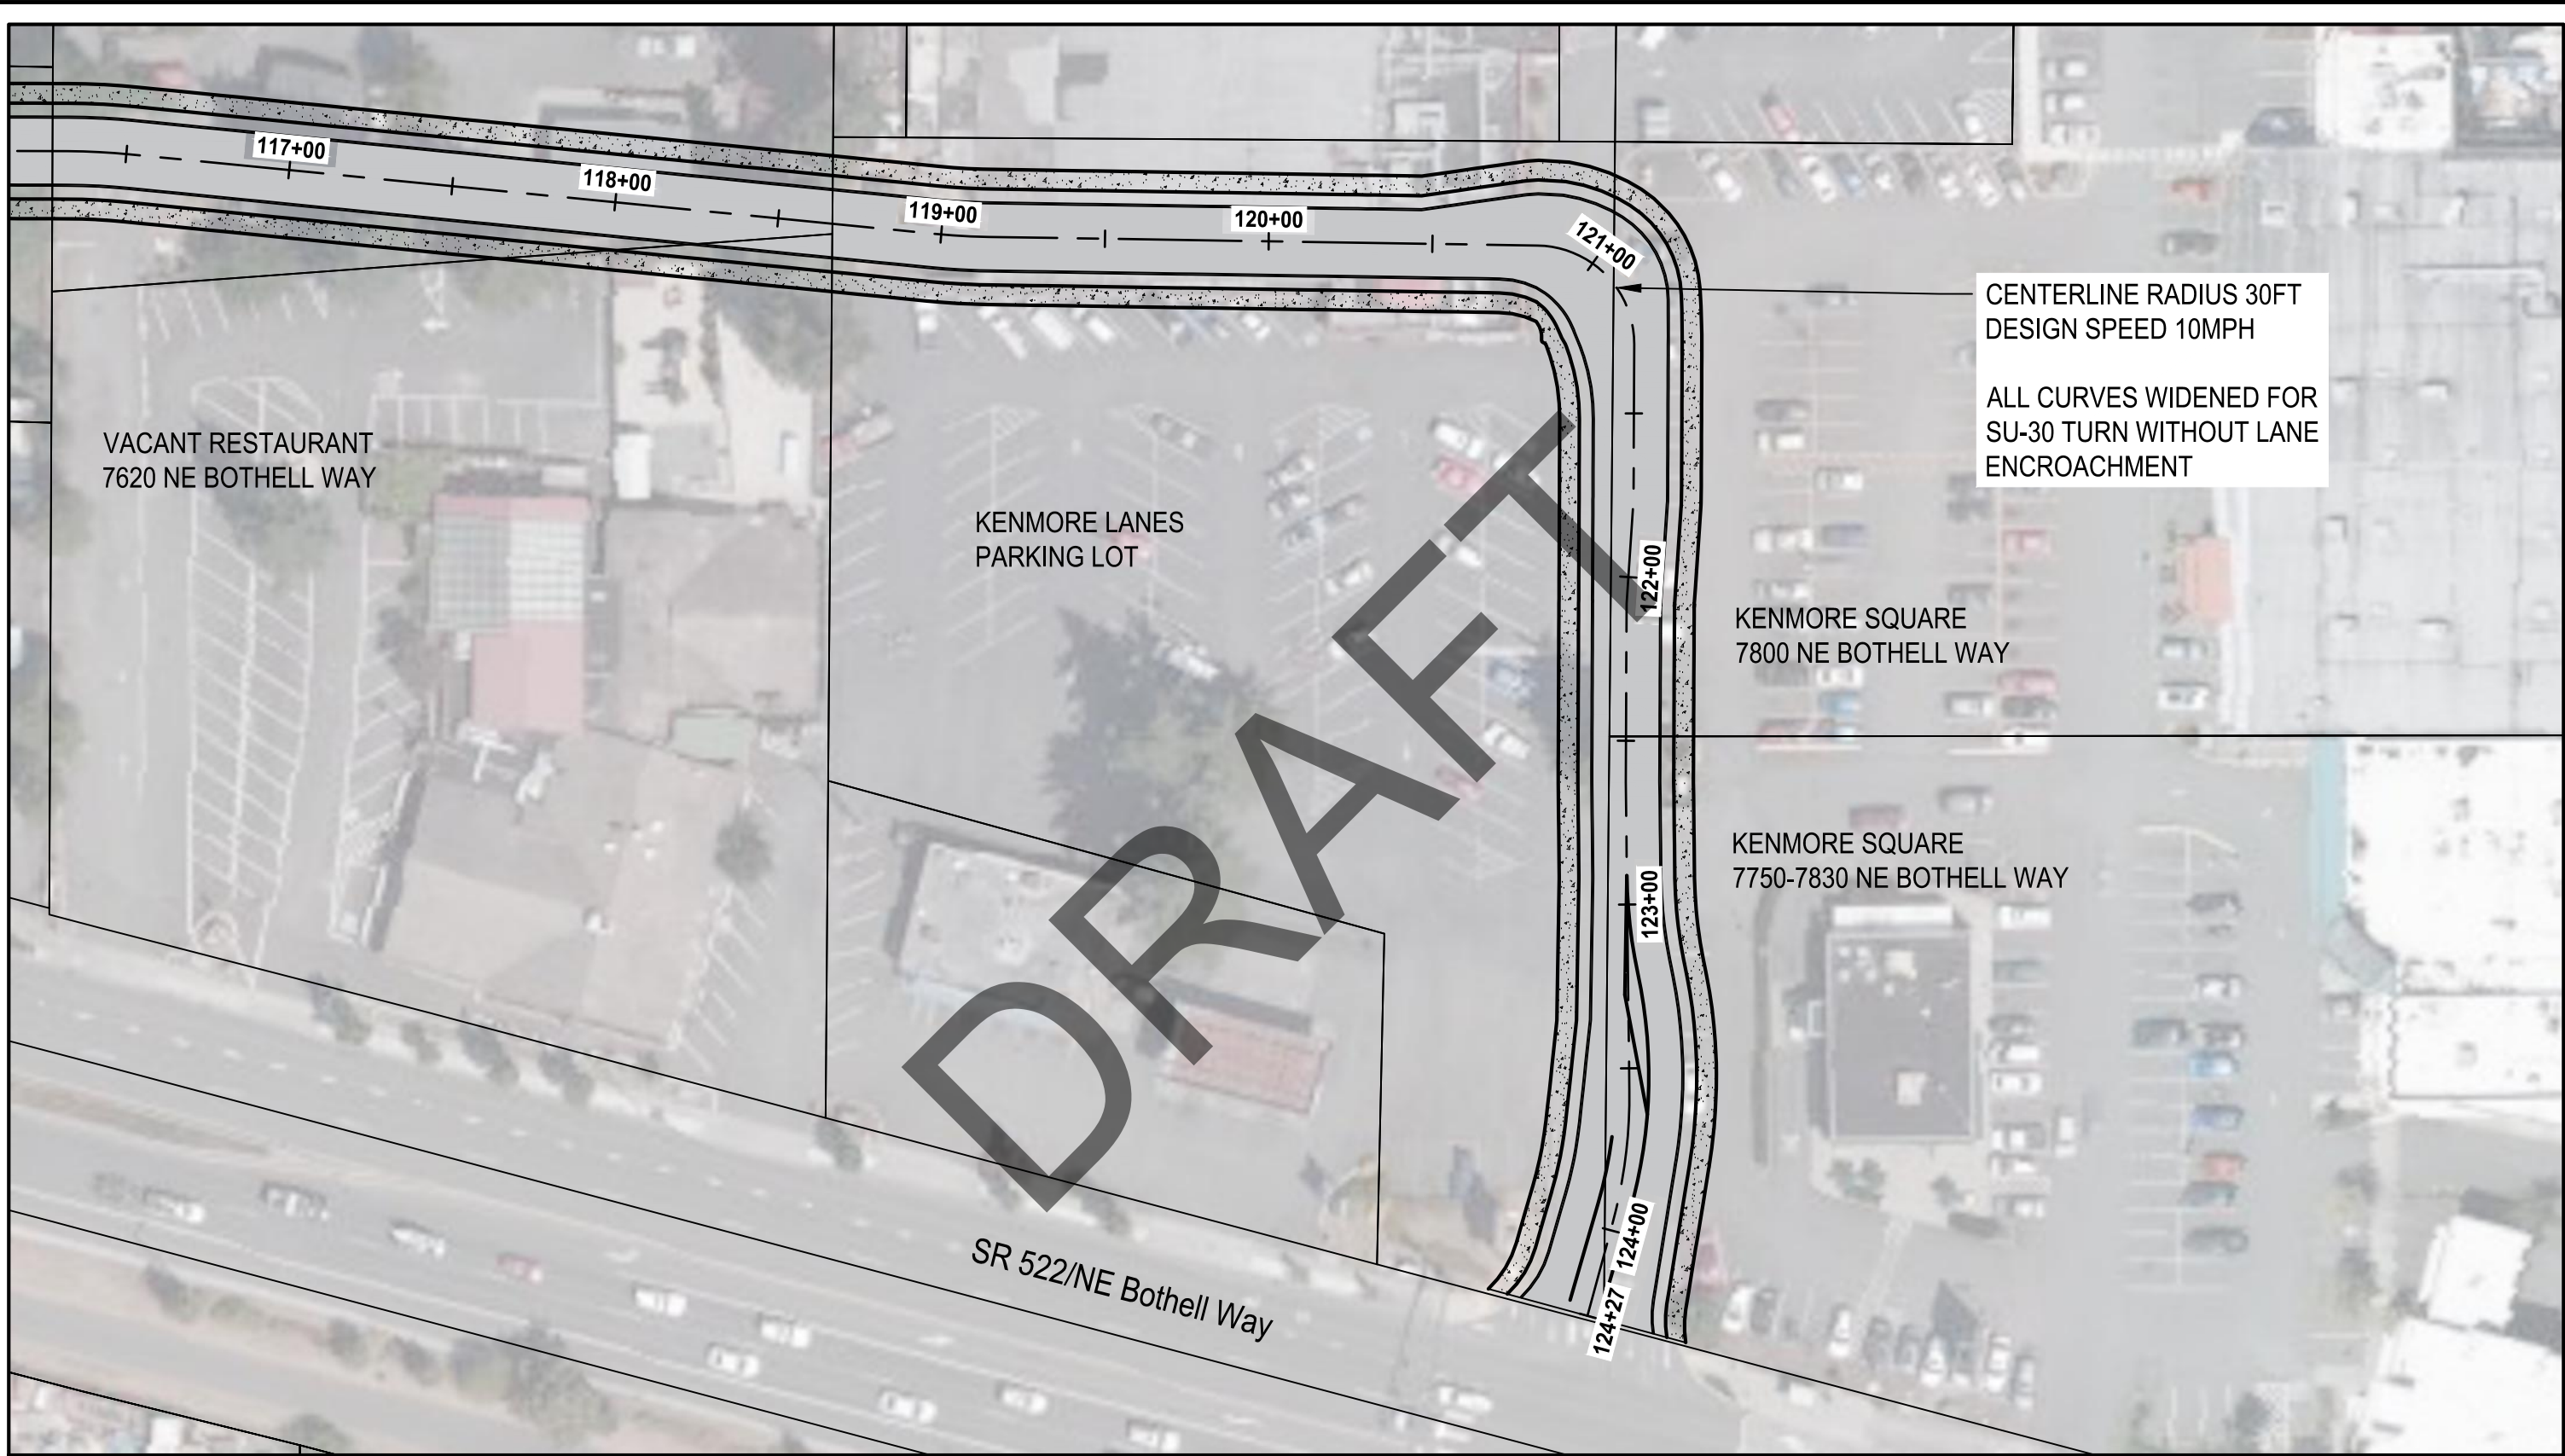 117+00
118+00
119+00
120+00
121+00
CENTERLINE RADIUS 30FT
DESIGN SPEED 10MPH
ALL CURVES WIDENED FOR
SU-30 TURN WITHOUT LANE
ENCROACHMENT
VACANT RESTAURANT
7620 NE BOTHELL WAY
KENMORE LANES
PARKING LOT
122+00
KENMORE SQUARE
7800 NE BOTHELL WAY
DRAFT
KENMORE SQUARE
7750-7830 NE BOTHELL WAY
123+00
124+00
124+27
SR 522/NE Bothell Way